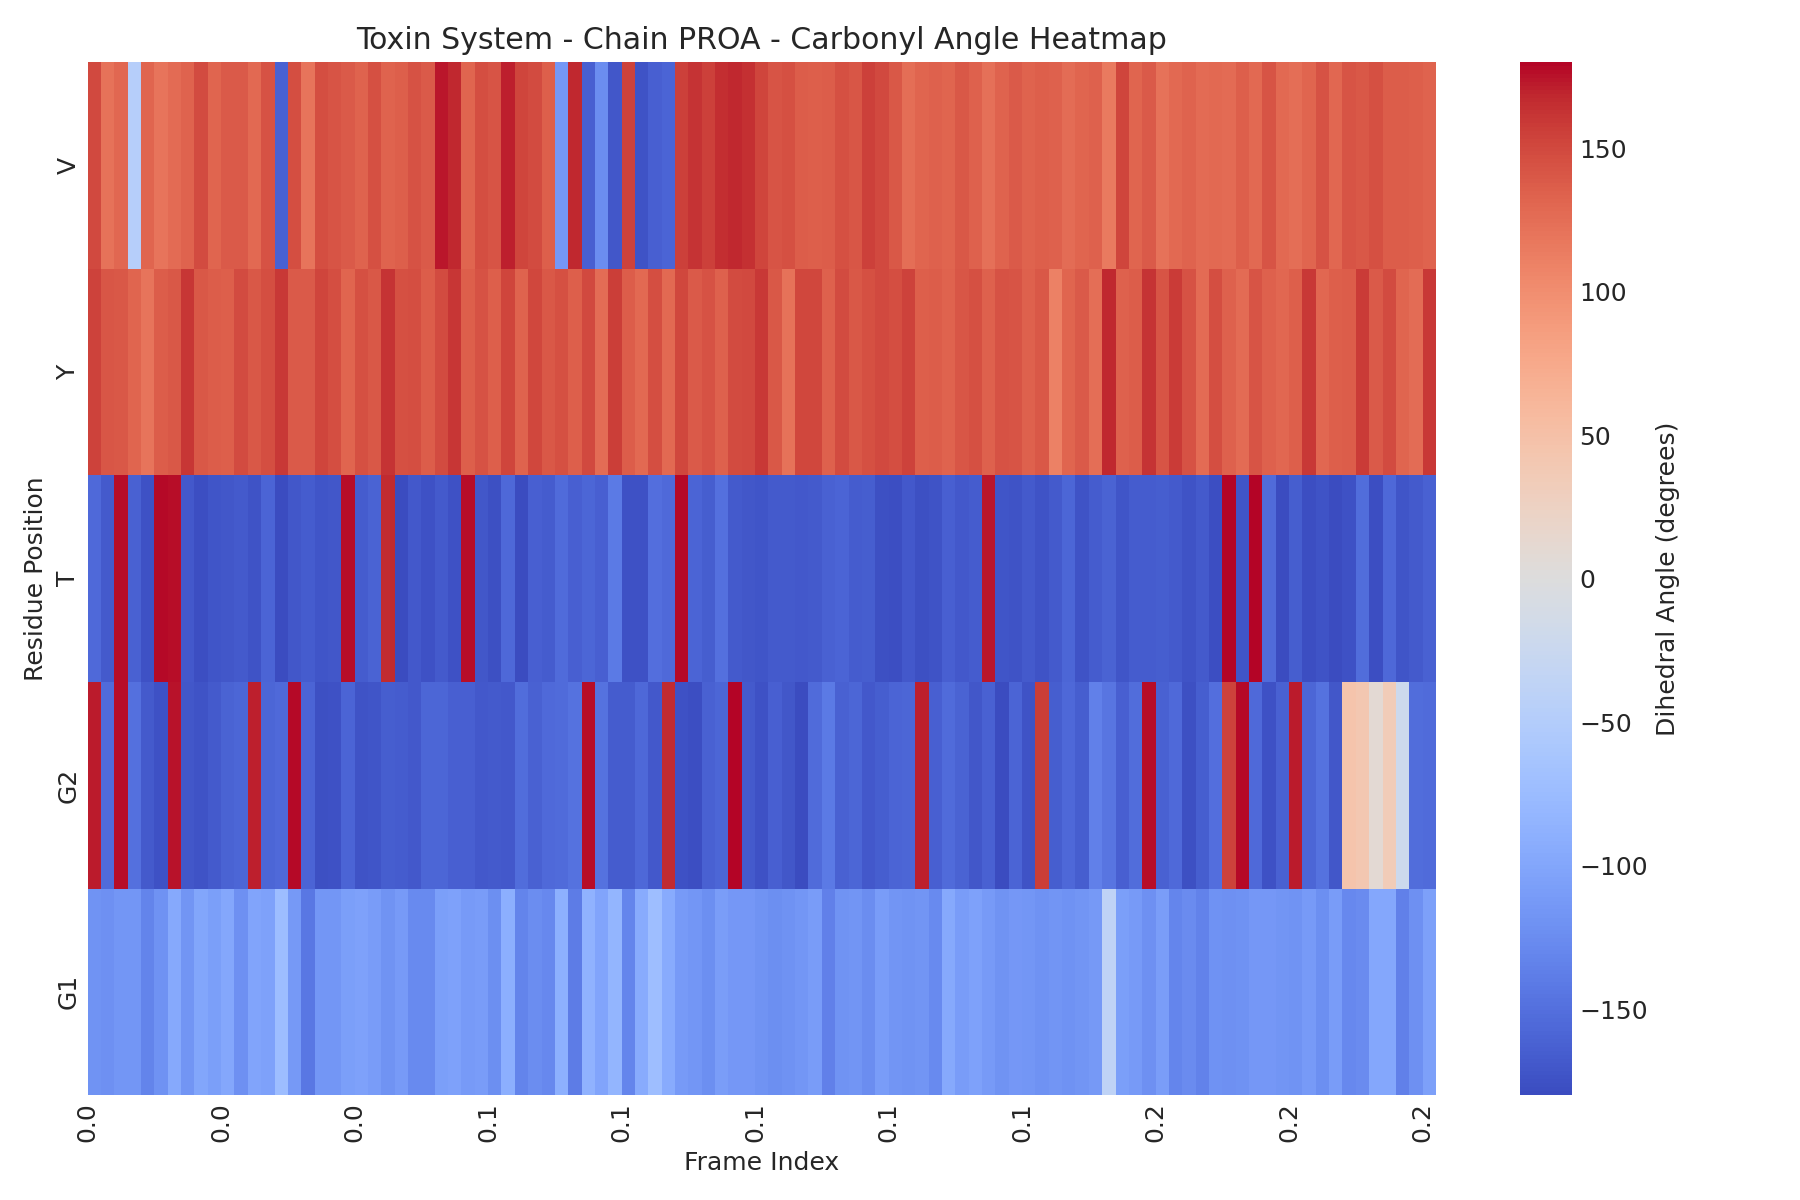 Toxin System - Chain PROA - Carbonyl Angle Heatmap
Residue Position
V
Y
T
G2
G1
0.0 0.0 0.0 0.1 0.1 0.1 0.1 0.1 0.2 0.2 0.2
Frame Index
150
100
50
0
−50
−100
−150
Dihedral Angle (degrees)